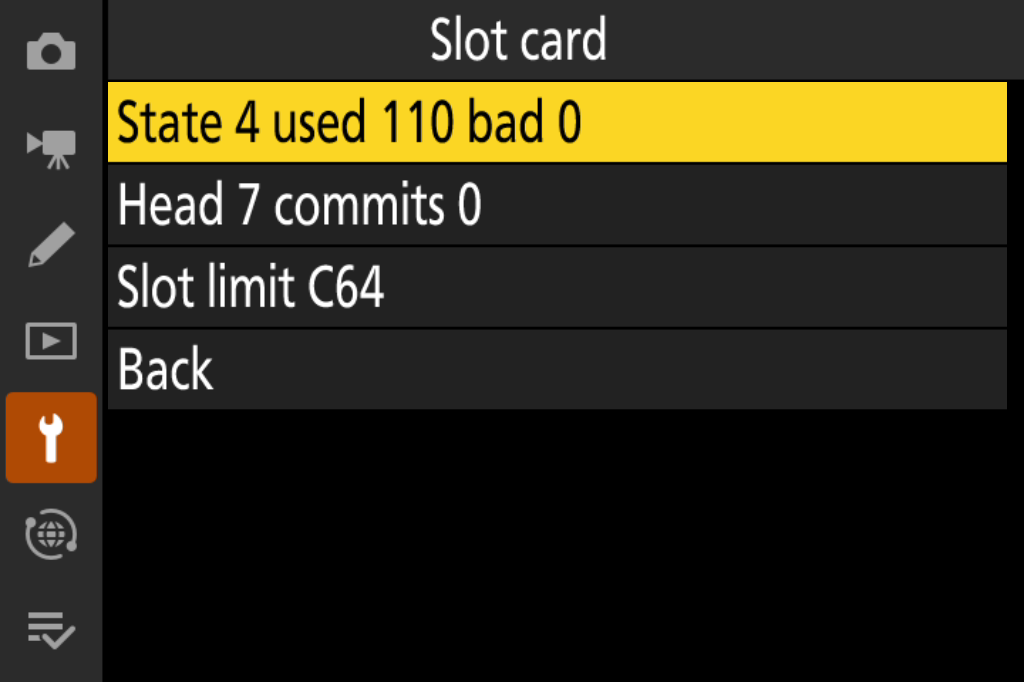 Slot card
State 4 used 110 bad 0
Head 7 commits 0
Slot limit C64
Back